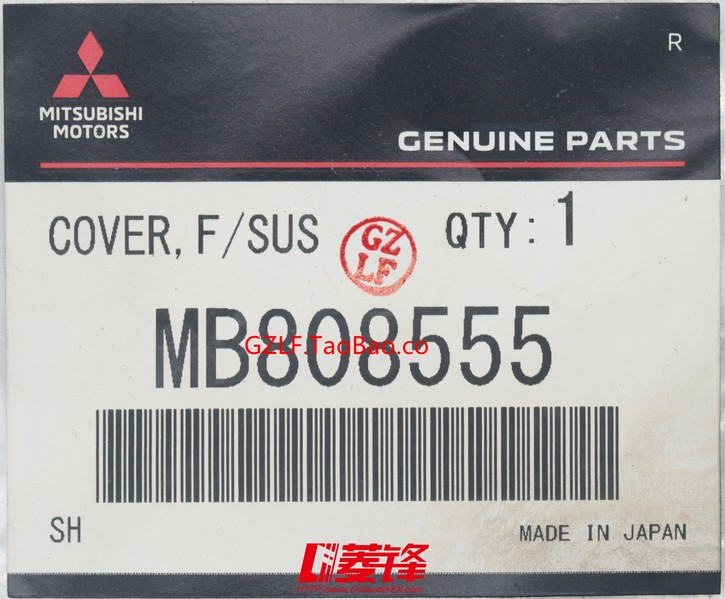 R
MITSUBISHI
MOTORS
GENUINE PARTS
COVER, F/SUS
GZ
LF
QTY: 1
MB808555
GZLF.TaoBao.co
SH
MADE IN JAPAN
菱锋